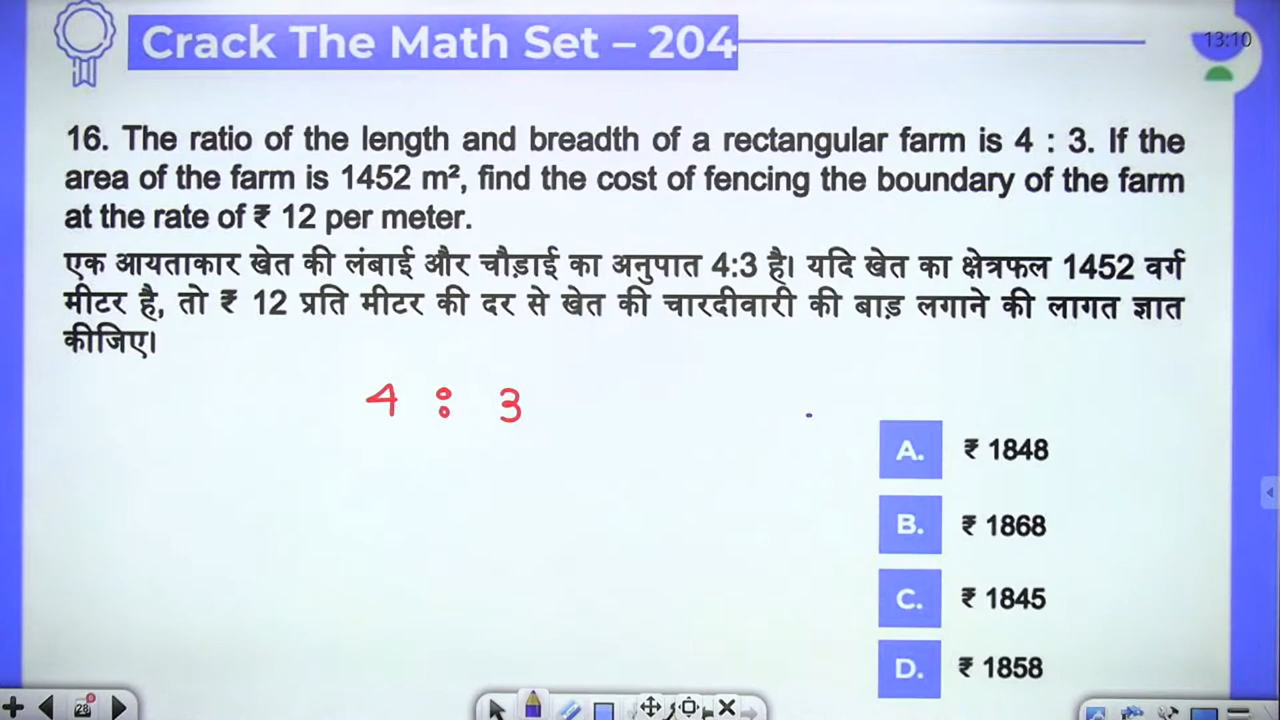 Crack The Math Set – 204
13:10
16. The ratio of the length and breadth of a rectangular farm is 4 : 3. If the
area of the farm is 1452 m², find the cost of fencing the boundary of the farm
at the rate of ₹ 12 per meter.
एक आयताकार खेत की लंबाई और चौड़ाई का अनुपात 4:3 है। यदि खेत का क्षेत्रफल 1452 वर्ग
मीटर है, तो ₹ 12 प्रति मीटर की दर से खेत की चारदीवारी की बाड़ लगाने की लागत ज्ञात
कीजिए।
4 : 3
A. ₹ 1848
B. ₹ 1868
C. ₹ 1845
D. ₹ 1858
28